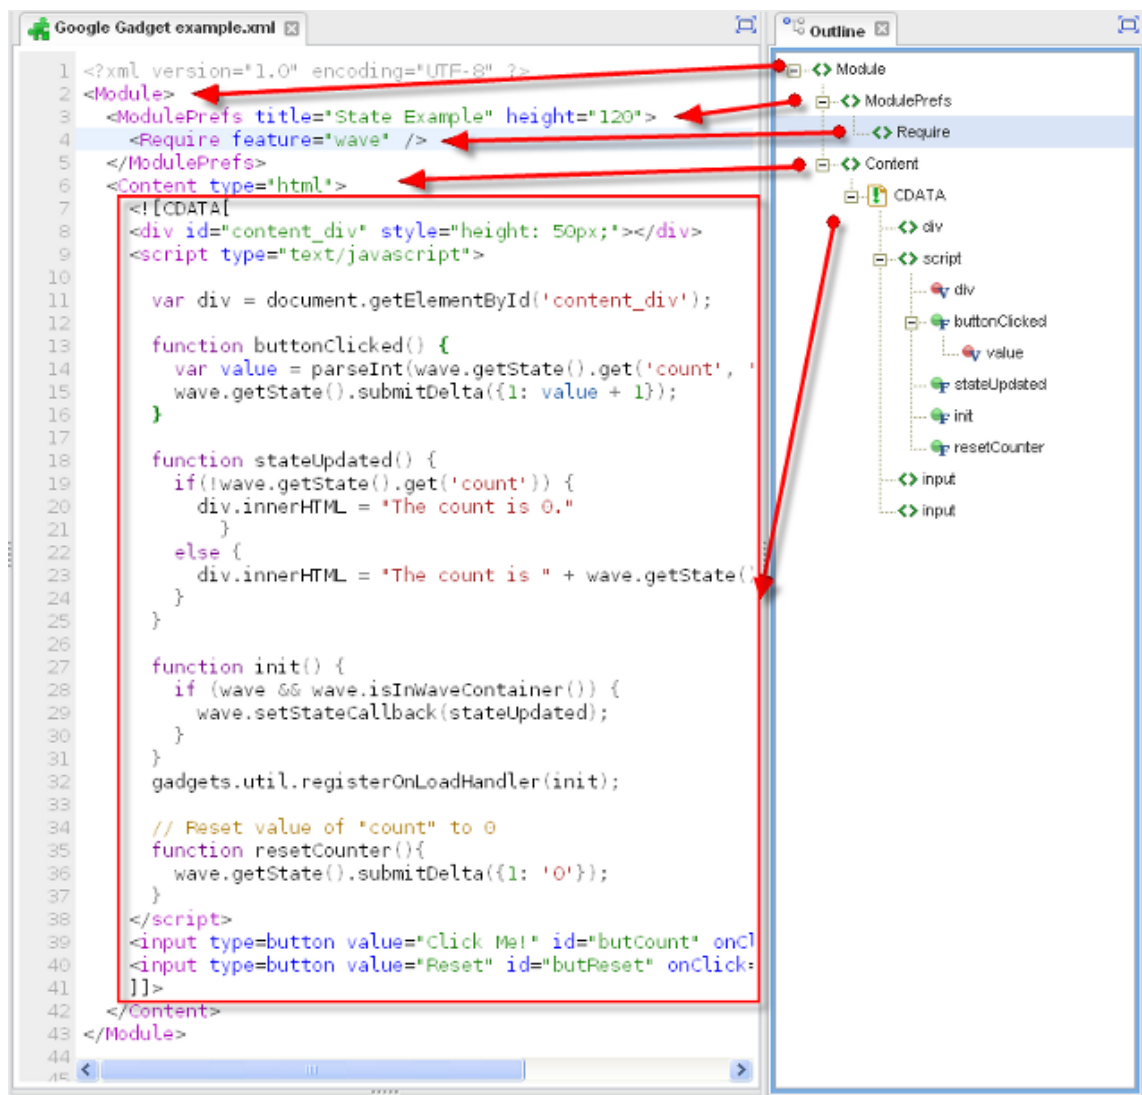 Google Gadget example.xml
1 <?xml version="1.0" encoding="UTF-8" ?>
2 <Module>
3 <ModulePrefs title="State Example" height="120">
4 <Require feature="wave" />
5 </ModulePrefs>
6 <Content type="html">
7 <![CDATA[
8 <div id="content_div" style="height: 50px;"></div>
9 <script type="text/javascript">
10
11 var div = document.getElementById('content_div');
12
13 function buttonClicked() {
14 var value = parseInt(wave.getState().get('count', '
15 wave.getState().submitDelta({1: value + 1});
16 }
17
18 function stateUpdated() {
19 if(!wave.getState().get('count')) {
20 div.innerHTML = "The count is 0."
21 }
22 else {
23 div.innerHTML = "The count is " + wave.getState()
24 }
25 }
26
27 function init() {
28 if (wave && wave.isInWaveContainer()) {
29 wave.setStateCallback(stateUpdated);
30 }
31 }
32 gadgets.util.registerOnLoadHandler(init);
33
34 // Reset value of "count" to 0
35 function resetCounter(){
36 wave.getState().submitDelta({1: '0'});
37 }
38 </script>
39 <input type=button value="Click Me!" id="butCount" onCl
40 <input type=button value="Reset" id="butReset" onClick=
41 ]]>
42 </Content>
43 </Module>
44
45
Outline
Module
ModulePrefs
Require
Content
CDATA
div
script
div
buttonClicked
value
stateUpdated
init
resetCounter
input
input